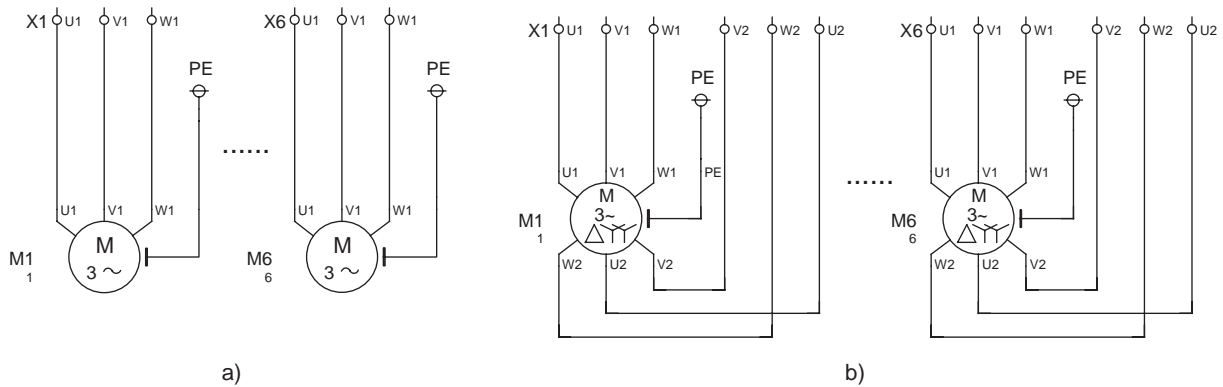 X1 U1 V1 W1 X6 U1 V1 W1
PE PE
......
U1 V1 W1 U1 V1 W1
M1 M 3 ~ M6 M 3 ~
1 6
a)
X1 U1 V1 W1 V2 W2 U2 X6 U1 V1 W1 V2 W2 U2
PE PE
U1 V1 W1 PE ...... U1 V1 W1
M M
M1 3~ M6 3~
1 6
W2 U2 V2 W2 U2 V2
b)